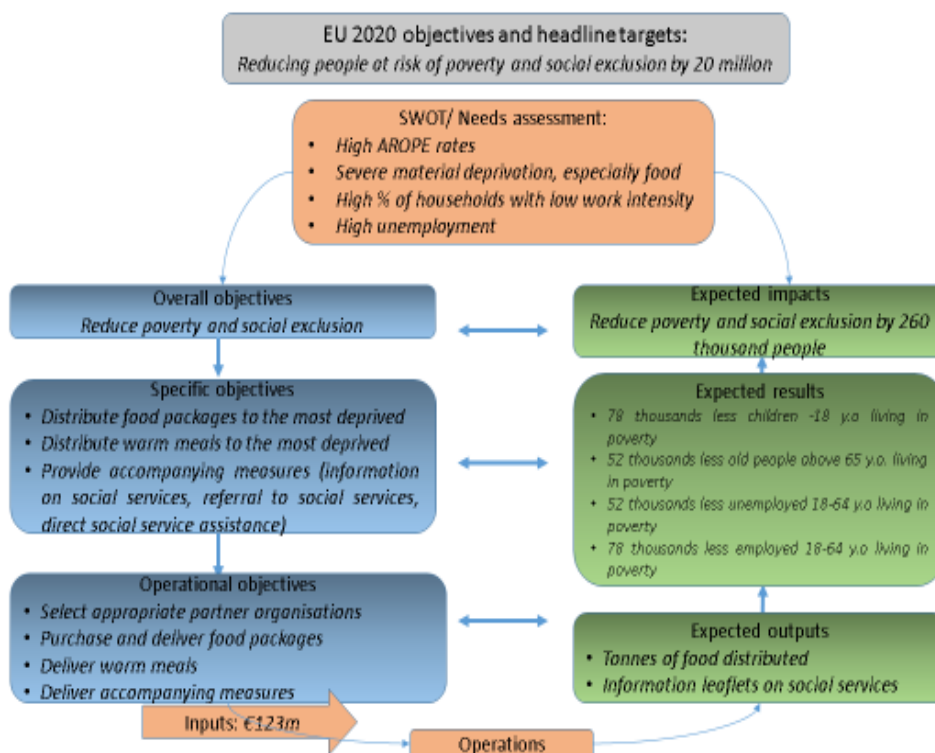 EU 2020 objectives and headline targets:
Reducing people at risk of poverty and social exclusion by 20 million
SWOT/ Needs assessment:
• High AROPE rates
• Severe material deprivation, especially food
• High % of households with low work intensity
• High unemployment
Overall objectives
Reduce poverty and social exclusion
Specific objectives
• Distribute food packages to the most deprived
• Distribute warm meals to the most deprived
• Provide accompanying measures (information
on social services, referral to social services,
direct social service assistance)
Operational objectives
• Select appropriate partner organisations
• Purchase and deliver food packages
• Deliver warm meals
• Deliver accompanying measures
Inputs: €123m
Operations
Expected impacts
Reduce poverty and social exclusion by 260
thousand people
Expected results
• 78 thousands less children -18 y.o living in
poverty
• 52 thousands less old people above 65 y.o. living
in poverty
• 52 thousands less unemployed 18-64 y.o living in
poverty
• 78 thousands less employed 18-64 y.o living in
poverty
Expected outputs
• Tonnes of food distributed
• Information leaflets on social services